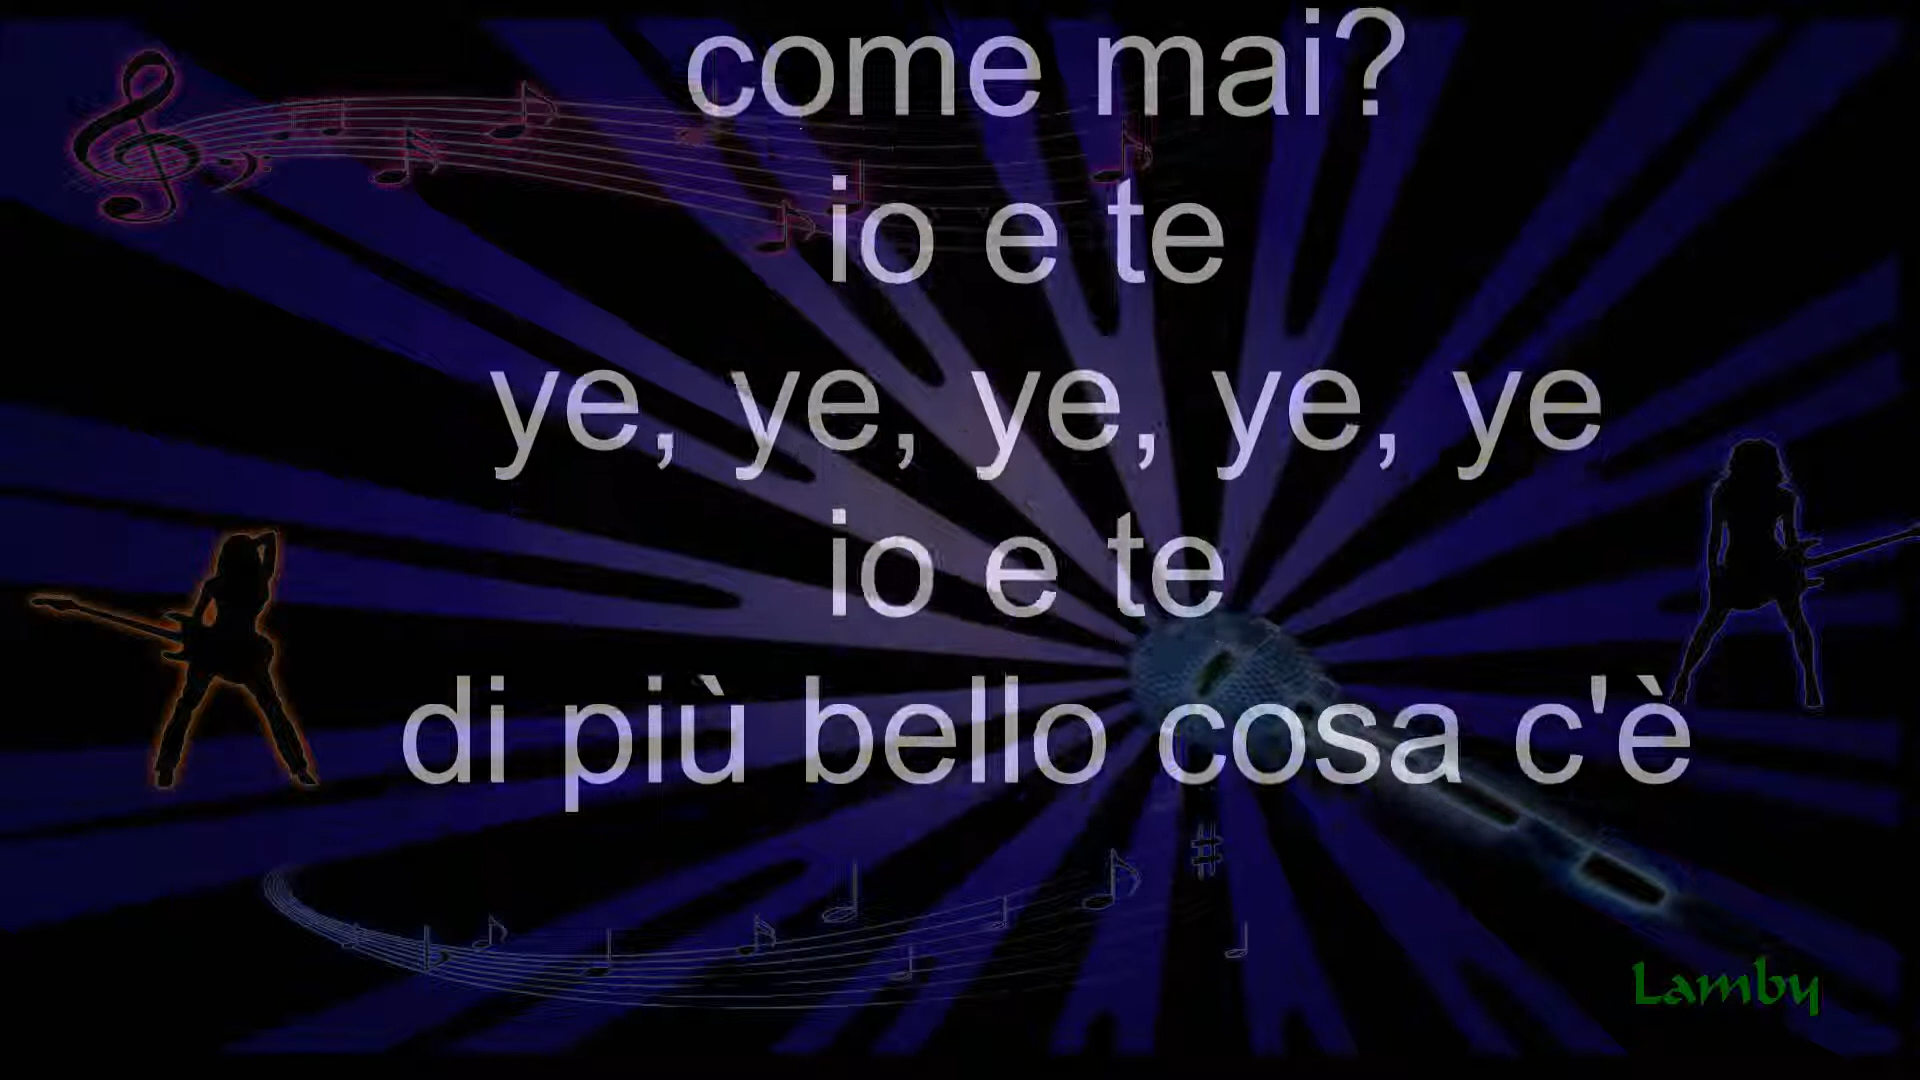 come mai?
io e te
ye, ye, ye, ye, ye
io e te
di più bello cosa c'è
Lamby